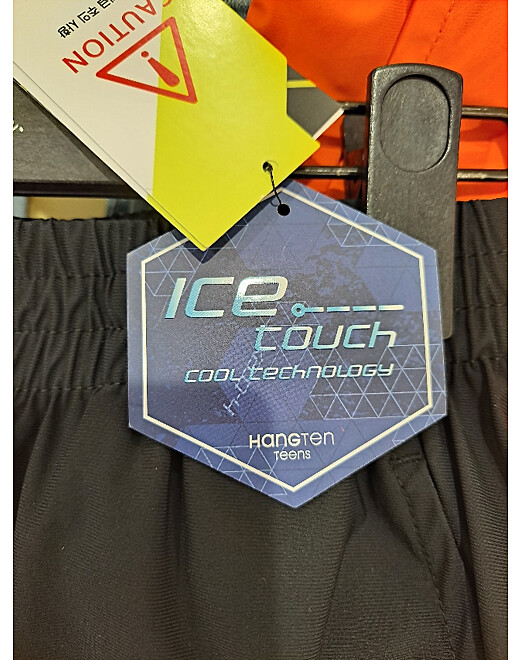 CAUTION
ICE
touch
COOL TECHNOLOGY
HANGTEN
TEENS